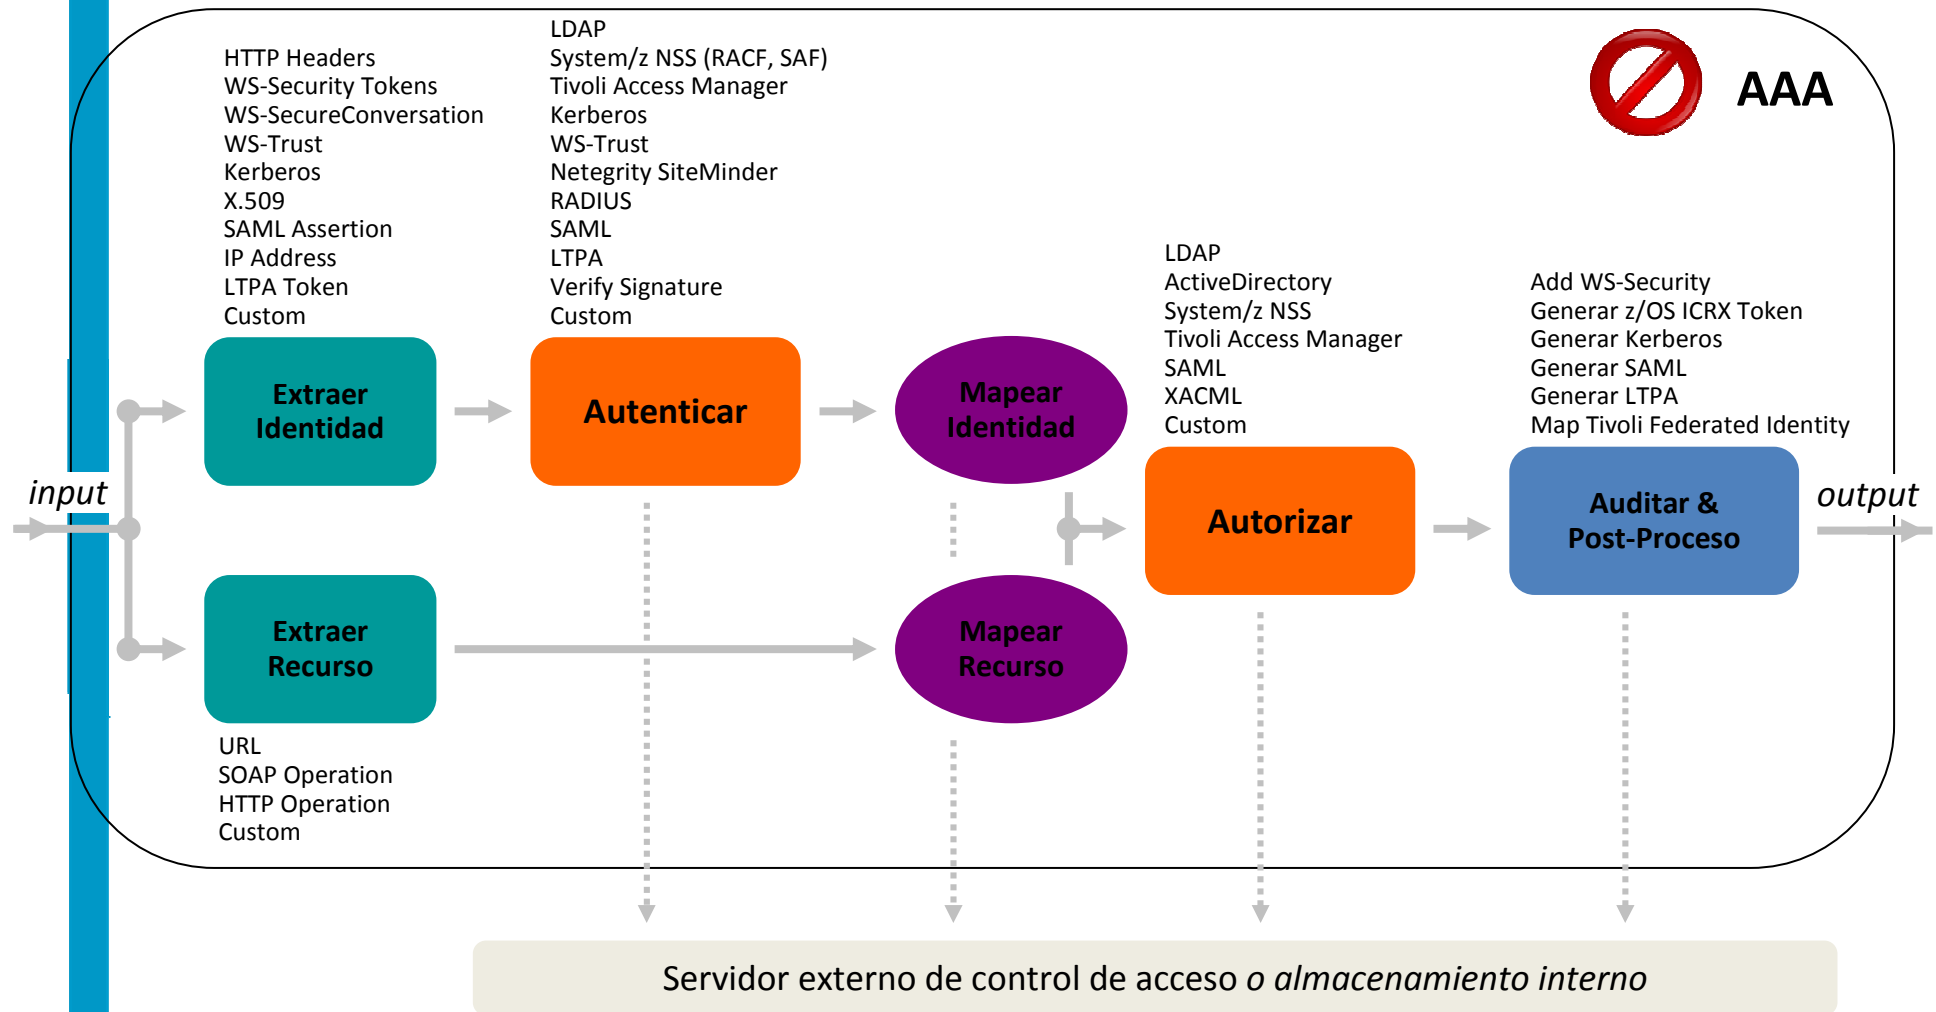 AAA
HTTP Headers
WS-Security Tokens
WS-SecureConversation
WS-Trust
Kerberos
X.509
SAML Assertion
IP Address
LTPA Token
Custom
LDAP
System/z NSS (RACF, SAF)
Tivoli Access Manager
Kerberos
WS-Trust
Netegrity SiteMinder
RADIUS
SAML
LTPA
Verify Signature
Custom
LDAP
ActiveDirectory
System/z NSS
Tivoli Access Manager
SAML
XACML
Custom
Add WS-Security
Generar z/OS ICRX Token
Generar Kerberos
Generar SAML
Generar LTPA
Map Tivoli Federated Identity
input
Extraer
Identidad
Autenticar
Mapear
Identidad
Autorizar
Auditar &
Post-Proceso
output
Extraer
Recurso
Mapear
Recurso
URL
SOAP Operation
HTTP Operation
Custom
Servidor externo de control de acceso o almacenamiento interno